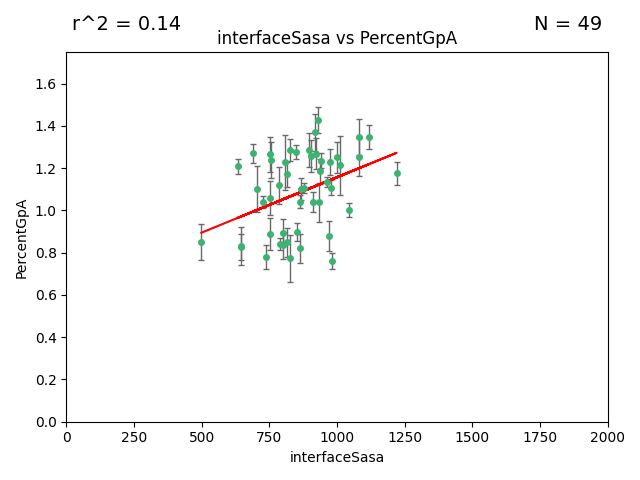 r^2 = 0.14
N = 49
interfaceSasa vs PercentGpA
PercentGpA
1.6
1.4
1.2
1.0
0.8
0.6
0.4
0.2
0.0
0 250 500 750 1000 1250 1500 1750 2000
interfaceSasa